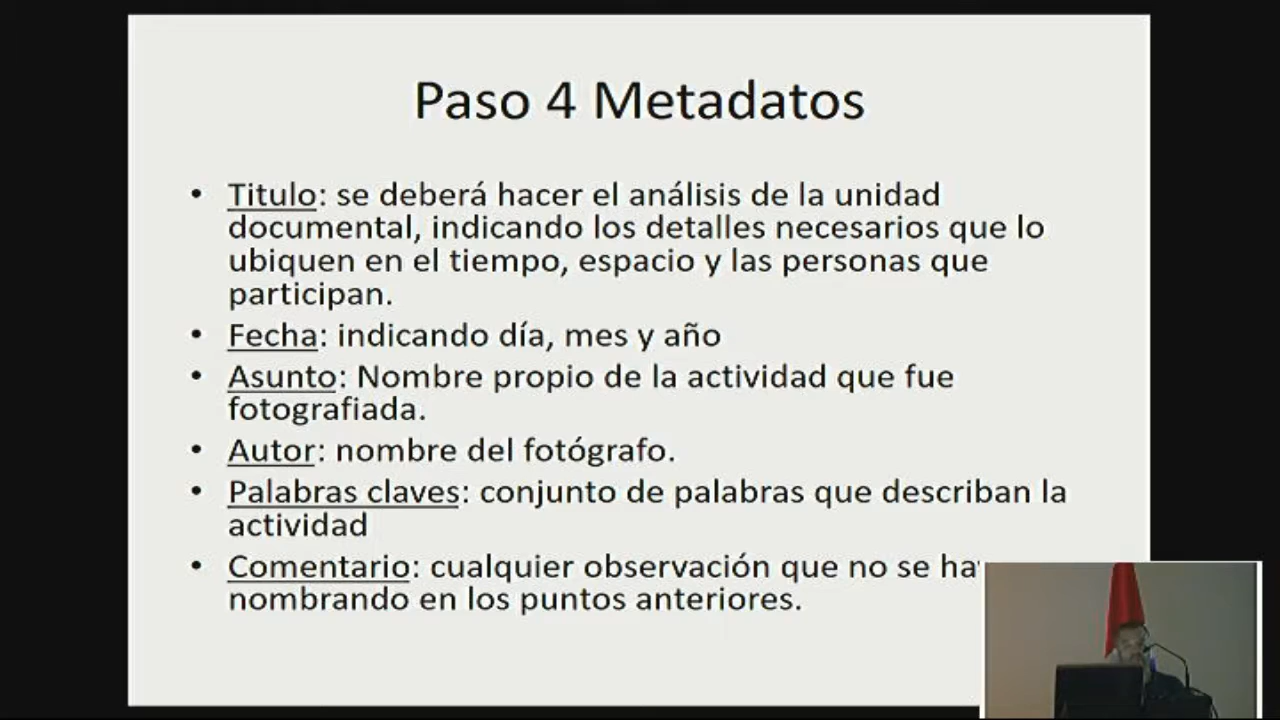 Paso 4 Metadatos
• Titulo: se deberá hacer el análisis de la unidad
documental, indicando los detalles necesarios que lo
ubiquen en el tiempo, espacio y las personas que
participan.
• Fecha: indicando día, mes y año
• Asunto: Nombre propio de la actividad que fue
fotografiada.
• Autor: nombre del fotógrafo.
• Palabras claves: conjunto de palabras que describan la
actividad
• Comentario: cualquier observación que no se
nombrando en los puntos anteriores.